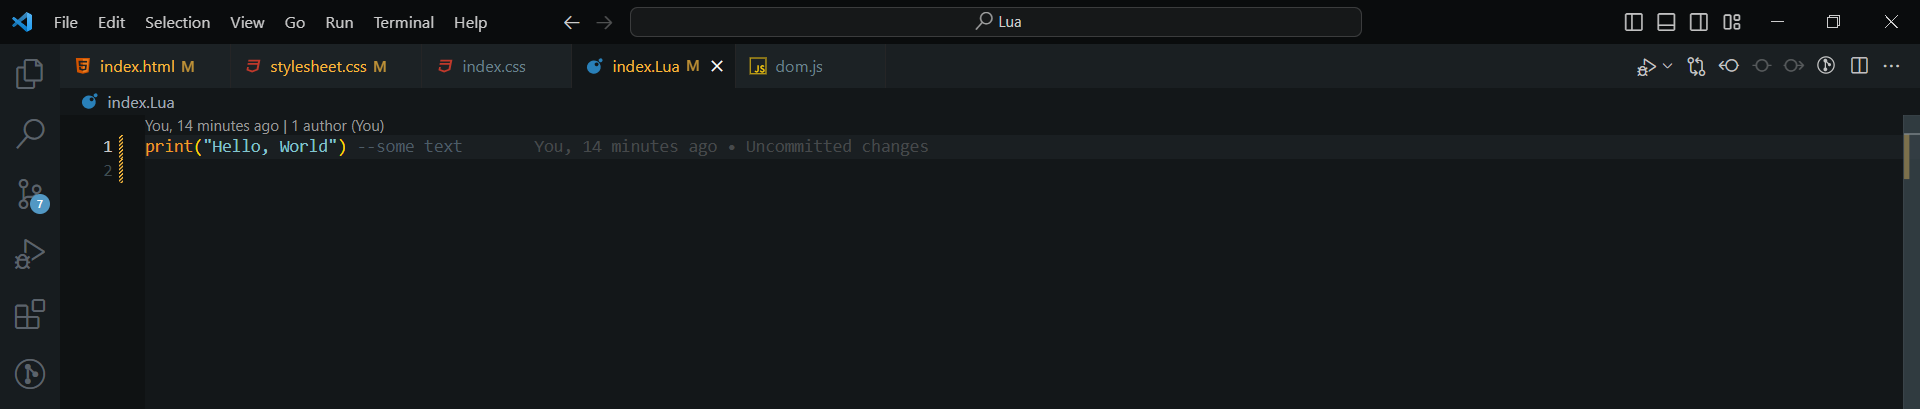 File Edit Selection View Go Run Terminal Help Lua
index.html M stylesheet.css M index.css index.Lua M dom.js
index.Lua
You, 14 minutes ago | 1 author (You)
1 print("Hello, World") --some text You, 14 minutes ago • Uncommitted changes
2
7